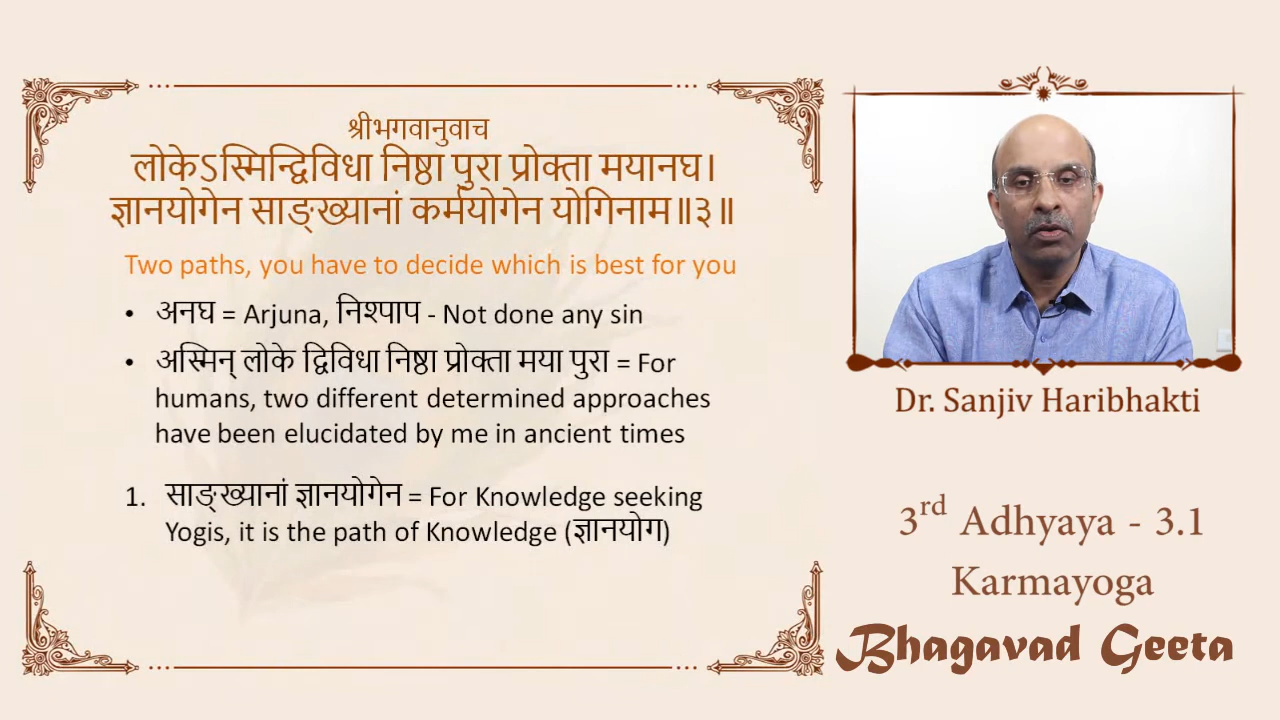 श्रीभगवानुवाच
लोकेऽस्मिन्द्विविधा निष्ठा पुरा प्रोक्ता मयानघ।
ज्ञानयोगेन साङ्ख्यानां कर्मयोगेन योगिनाम॥३॥
Two paths, you have to decide which is best for you
• अनघ = Arjuna, निश्पाप - Not done any sin
• अस्मिन् लोके द्विविधा निष्ठा प्रोक्ता मया पुरा = For
humans, two different determined approaches
have been elucidated by me in ancient times
1. साङ्ख्यानां ज्ञानयोगेन = For Knowledge seeking
Yogis, it is the path of Knowledge (ज्ञानयोग)
Dr. Sanjiv Haribhakti
3rd Adhyaya - 3.1
Karmayoga
Bhagavad Geeta